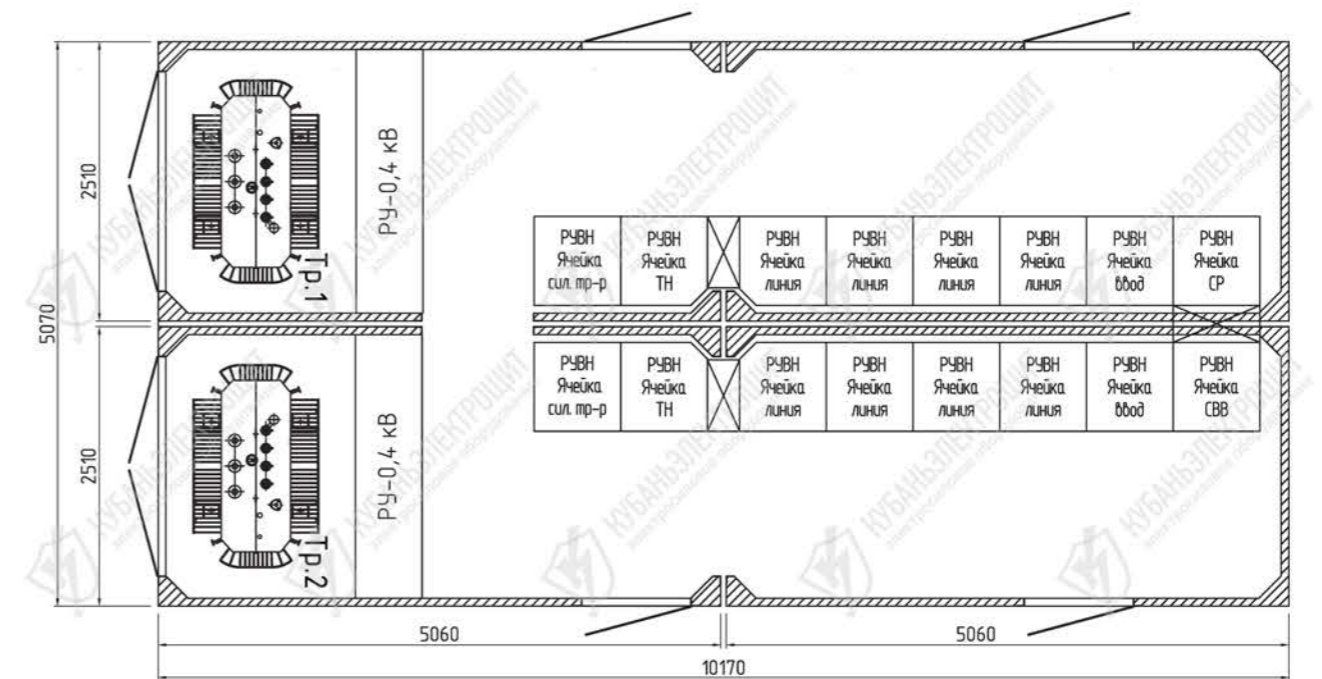 5070
2510
2510
РУ-0,4 кВ
Тр.1
РУВН
Ячейка
сил. тр-р
РУВН
Ячейка
ТН
РУВН
Ячейка
линия
РУВН
Ячейка
линия
РУВН
Ячейка
линия
РУВН
Ячейка
линия
РУВН
Ячейка
ввод
РУВН
Ячейка
СР
РУВН
Ячейка
сил. тр-р
РУВН
Ячейка
ТН
РУВН
Ячейка
линия
РУВН
Ячейка
линия
РУВН
Ячейка
линия
РУВН
Ячейка
линия
РУВН
Ячейка
ввод
РУВН
Ячейка
СВВ
РУ-0,4 кВ
Тр.2
5060
5060
10170
КУБАНЬЭЛЕКТРОЩИТ
электрощитовое оборудование